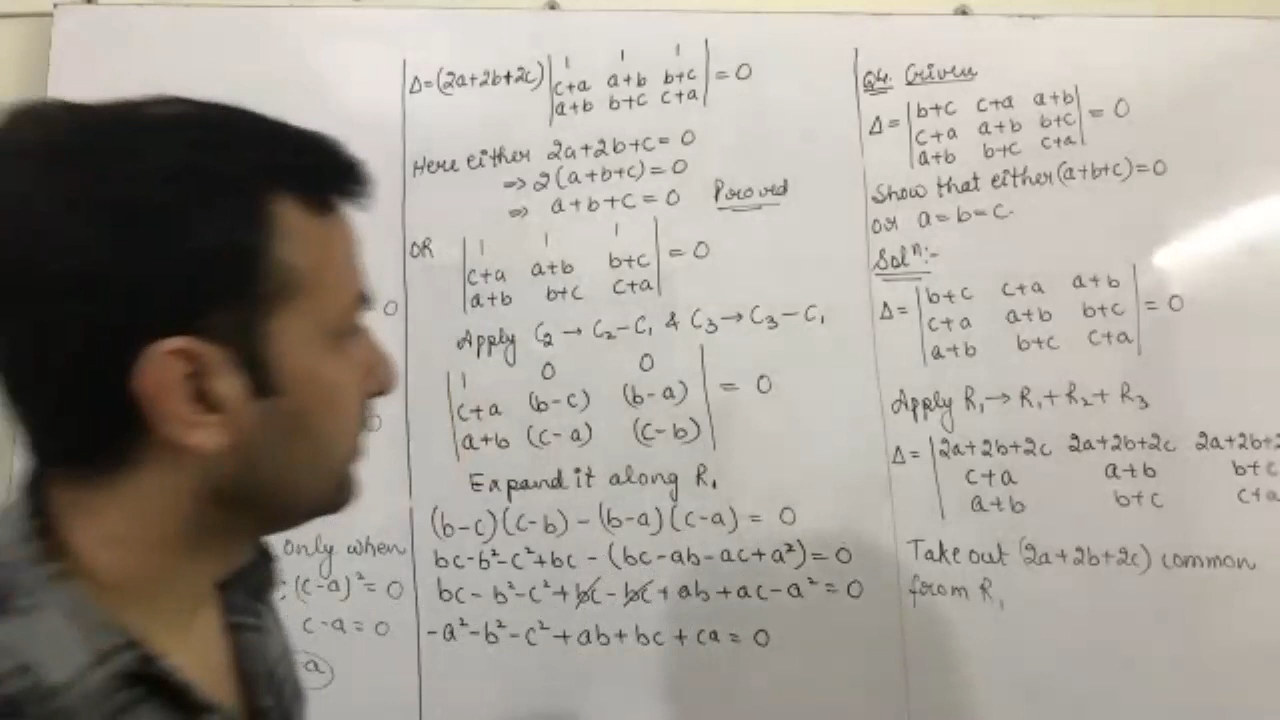 Q4. Given
Δ = | b+c c+a a+b | = 0
| c+a a+b b+c |
| a+b b+c c+a |
Show that either (a+b+c)=0
or a=b=c.
Solⁿ:-
Δ = | b+c c+a a+b | = 0
| c+a a+b b+c |
| a+b b+c c+a |
Apply R₁→ R₁+R₂+R₃
Δ = | 2a+2b+2c 2a+2b+2c 2a+2b+2
| c+a a+b b+c
| a+b b+c c+a
Take out (2a+2b+2c) common
from R₁
Δ=(2a+2b+2c) | 1 1 1 | = 0
| c+a a+b b+c |
| a+b b+c c+a |
Here either 2a+2b+c=0
⇒ 2(a+b+c)=0
⇒ a+b+c=0 Proved
OR | 1 1 1 | = 0
| c+a a+b b+c |
| a+b b+c c+a |
Apply C₂→C₂-C₁ & C₃→C₃-C₁
| 1 0 0 | = 0
| c+a (b-c) (b-a) |
| a+b (c-a) (c-b) |
Expand it along R₁
(b-c)(c-b) - (b-a)(c-a) = 0
bc-b²-c²+bc-(bc-ab-ac+a²)=0
bc-b²-c²+bc-bc+ab+ac-a²=0
-a²-b²-c²+ab+bc+ca=0
= 0
0
only when
; (c-a)²=0
c-a=0
a